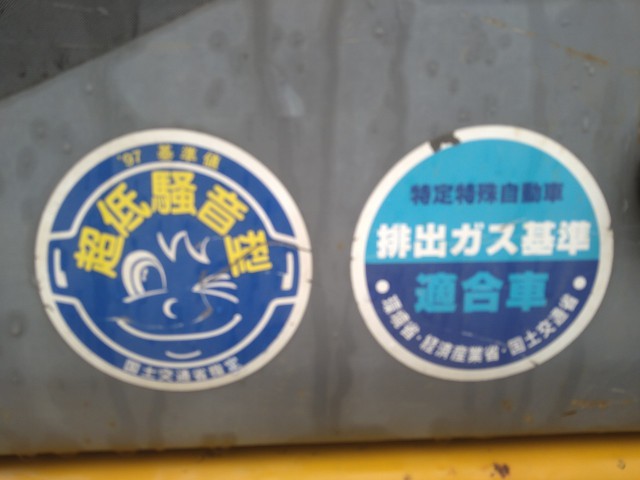 '97 基準値
超低騒音型
国土交通省指定
特定特殊自動車
排出ガス基準
適合車
環境省・経済産業省・国土交通省